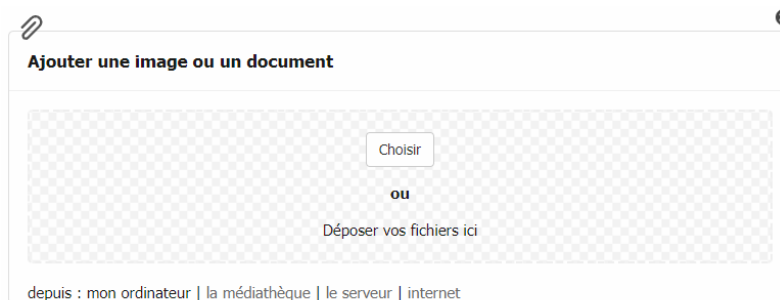 Ajouter une image ou un document
Choisir
ou
Déposer vos fichiers ici
depuis : mon ordinateur | la médiathèque | le serveur | internet